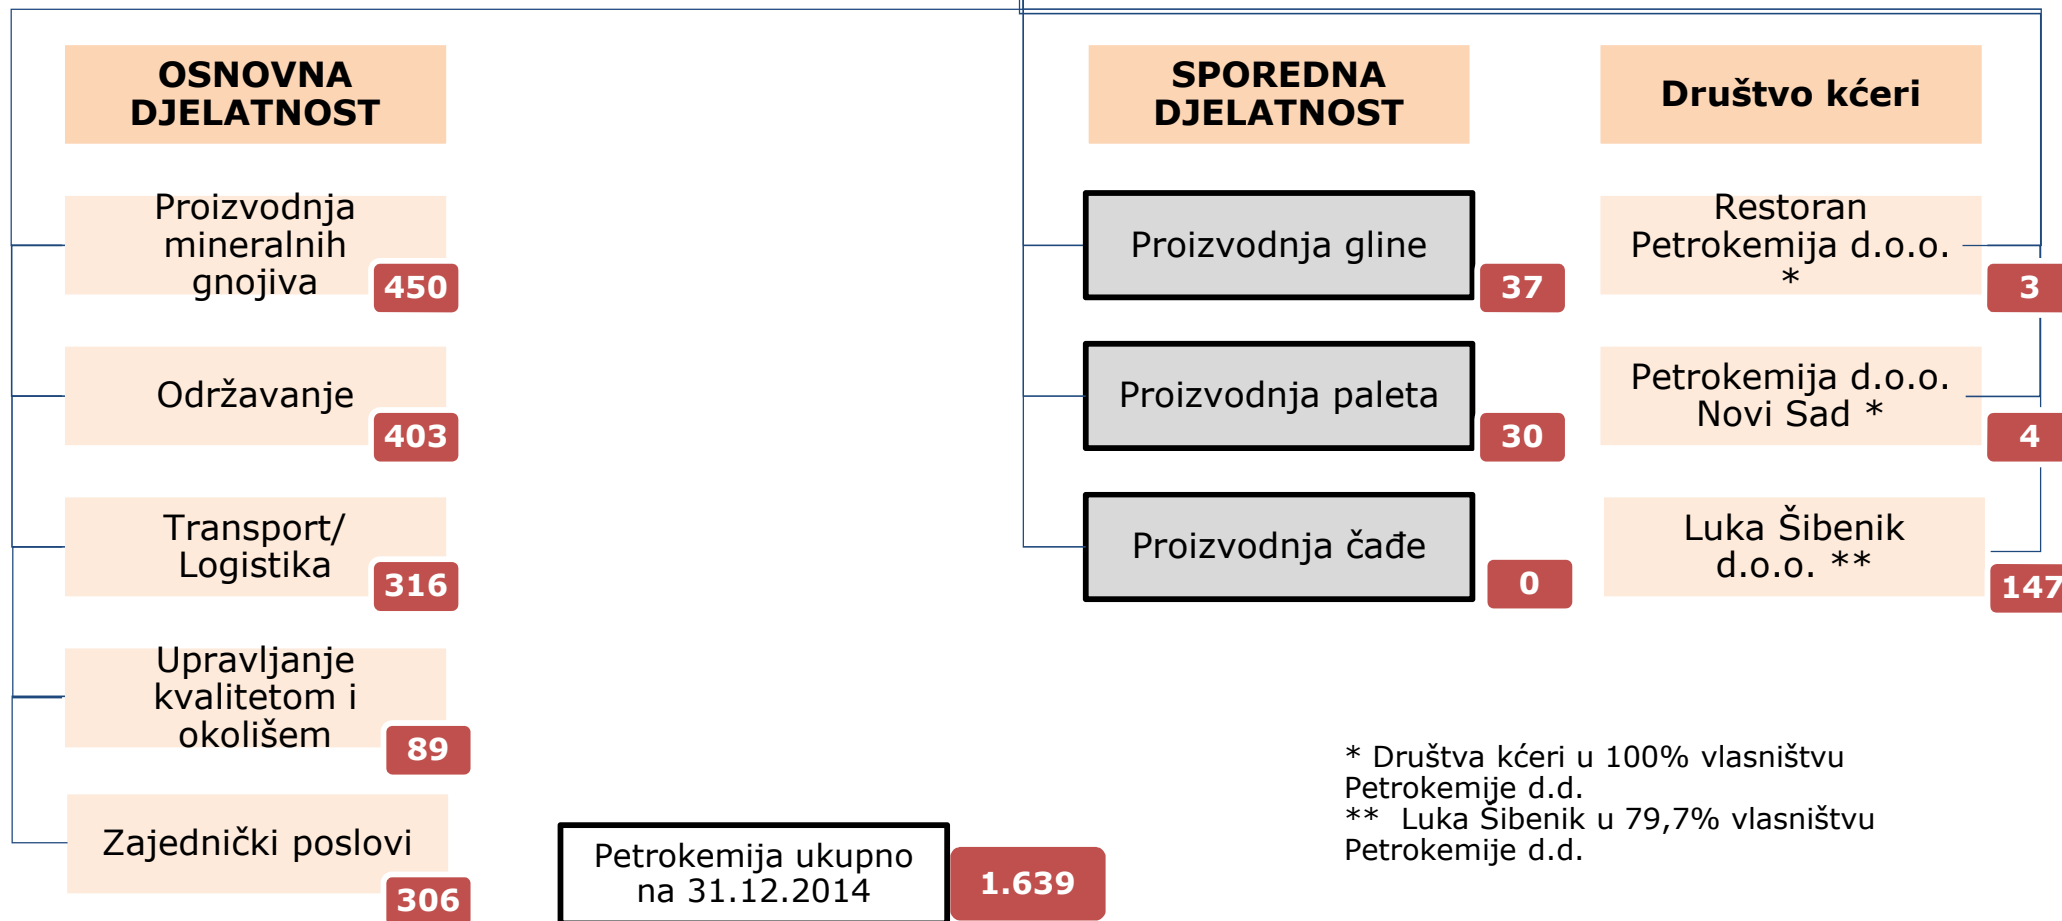 OSNOVNA
DJELATNOST
Proizvodnja
mineralnih
gnojiva
450
Održavanje
403
Transport/
Logistika
316
Upravljanje
kvalitetom i
okolišem
89
Zajednički poslovi
306
Petrokemija ukupno
na 31.12.2014
1.639
SPOREDNA
DJELATNOST
Proizvodnja gline
37
Proizvodnja paleta
30
Proizvodnja čađe
0
Društvo kćeri
Restoran
Petrokemija d.o.o.
*
3
Petrokemija d.o.o.
Novi Sad *
4
Luka Šibenik
d.o.o. **
147
* Društva kćeri u 100% vlasništvu
Petrokemije d.d.
** Luka Šibenik u 79,7% vlasništvu
Petrokemije d.d.